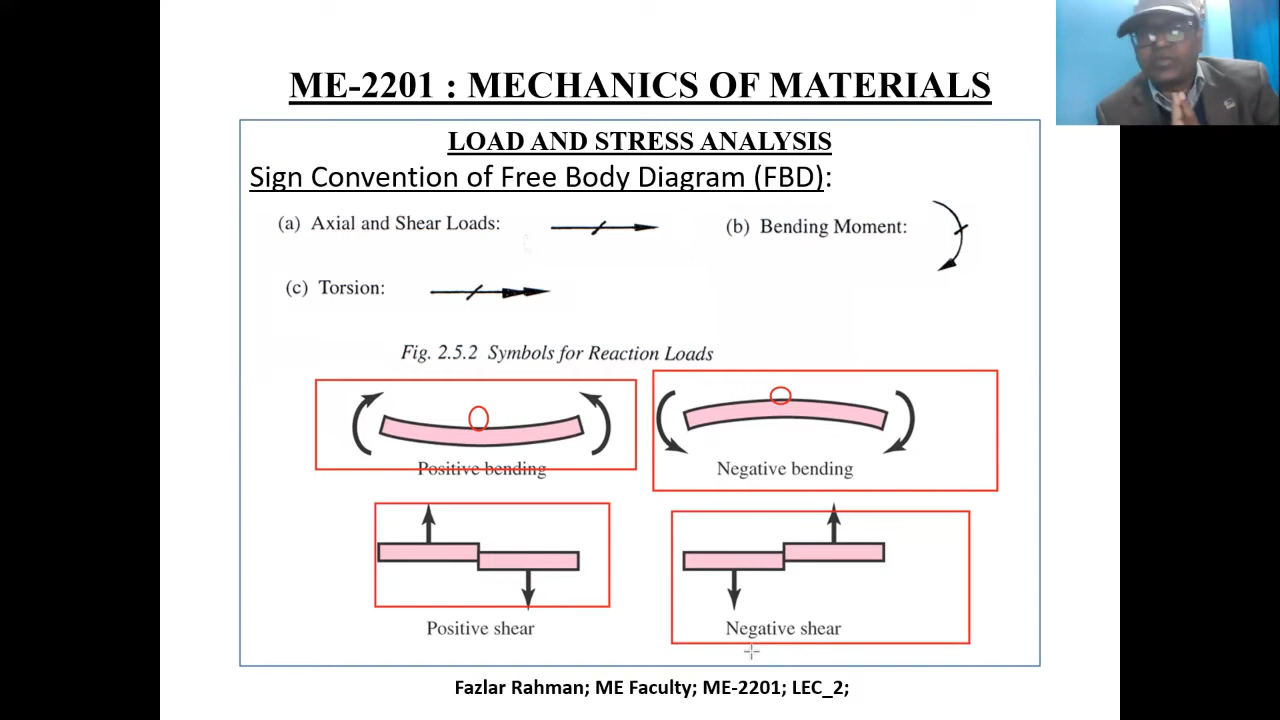 ME-2201 : MECHANICS OF MATERIALS
LOAD AND STRESS ANALYSIS
Sign Convention of Free Body Diagram (FBD):
(a) Axial and Shear Loads:
(b) Bending Moment:
(c) Torsion:
Fig. 2.5.2 Symbols for Reaction Loads
Positive bending
Negative bending
Positive shear
Negative shear
Fazlar Rahman; ME Faculty; ME-2201; LEC_2;